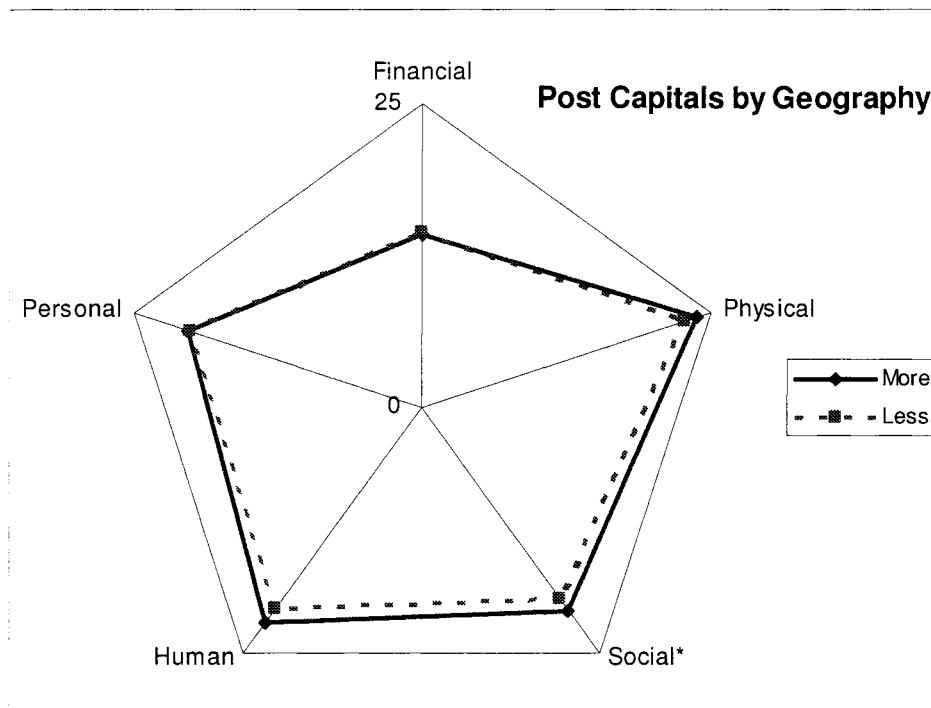 Financial
25
Post Capitals by Geography
Personal
Physical
0
More
Less
Human
Social*